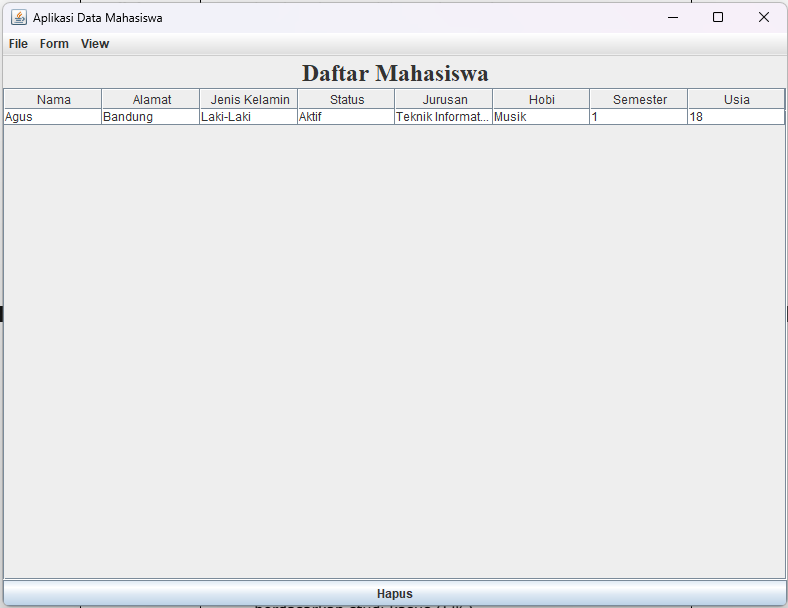 Aplikasi Data Mahasiswa
File Form View
Daftar Mahasiswa
Nama Alamat Jenis Kelamin Status Jurusan Hobi Semester Usia
Agus Bandung Laki-Laki Aktif Teknik Informat... Musik 1 18
Hapus